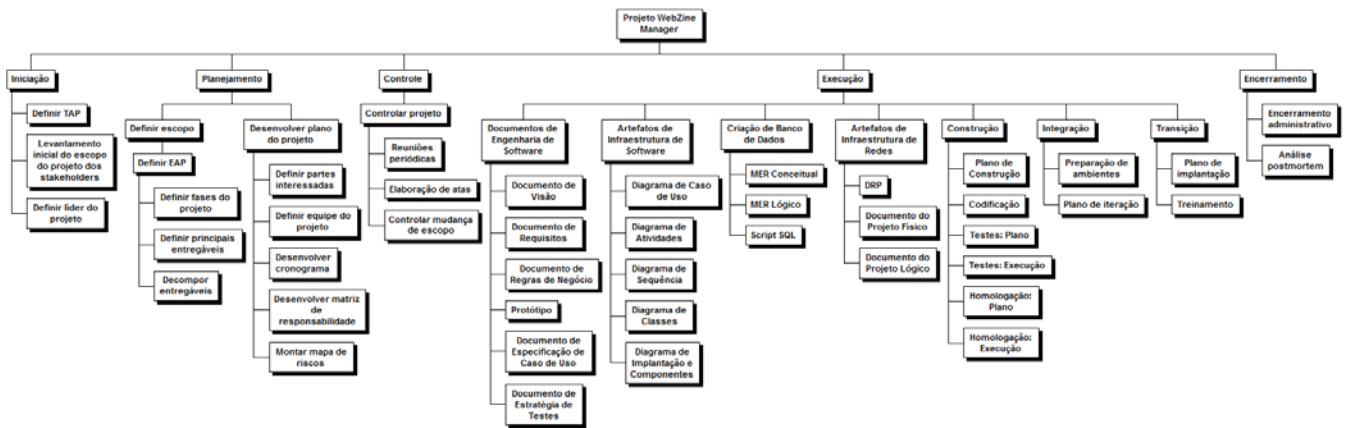 Projeto WebZine
Manager
Iniciação
Planejamento
Controle
Execução
Encerramento
Definir TAP
Levantamento
inicial do escopo
do projeto dos
stakeholders
Definir líder do
projeto
Definir escopo
Definir EAP
Definir fases do
projeto
Definir principais
entregáveis
Decompor
entregáveis
Desenvolver plano
do projeto
Definir partes
interessadas
Definir equipe do
projeto
Desenvolver
cronograma
Desenvolver matriz
de
responsabilidade
Montar mapa de
riscos
Controlar projeto
Reuniões
periódicas
Elaboração de atas
Controlar mudança
de escopo
Documentos de
Engenharia de
Software
Documento de
Visão
Documento de
Requisitos
Documento de
Regras de Negócio
Protótipo
Documento de
Especificação de
Caso de Uso
Documento de
Estratégia de
Testes
Artefatos de
Infraestrutura de
Software
Diagrama de Caso
de Uso
Diagrama de
Atividades
Diagrama de
Sequência
Diagrama de
Classes
Diagrama de
Implantação e
Componentes
Criação de Banco
de Dados
MER Conceitual
MER Lógico
Script SQL
Artefatos de
Infraestrutura de
Redes
DRP
Documento do
Projeto Físico
Documento do
Projeto Lógico
Construção
Plano de
Construção
Codificação
Testes: Plano
Testes: Execução
Homologação:
Plano
Homologação:
Execução
Integração
Preparação de
ambientes
Plano de iteração
Transição
Plano de
implantação
Treinamento
Encerramento
administrativo
Análise
postmortem